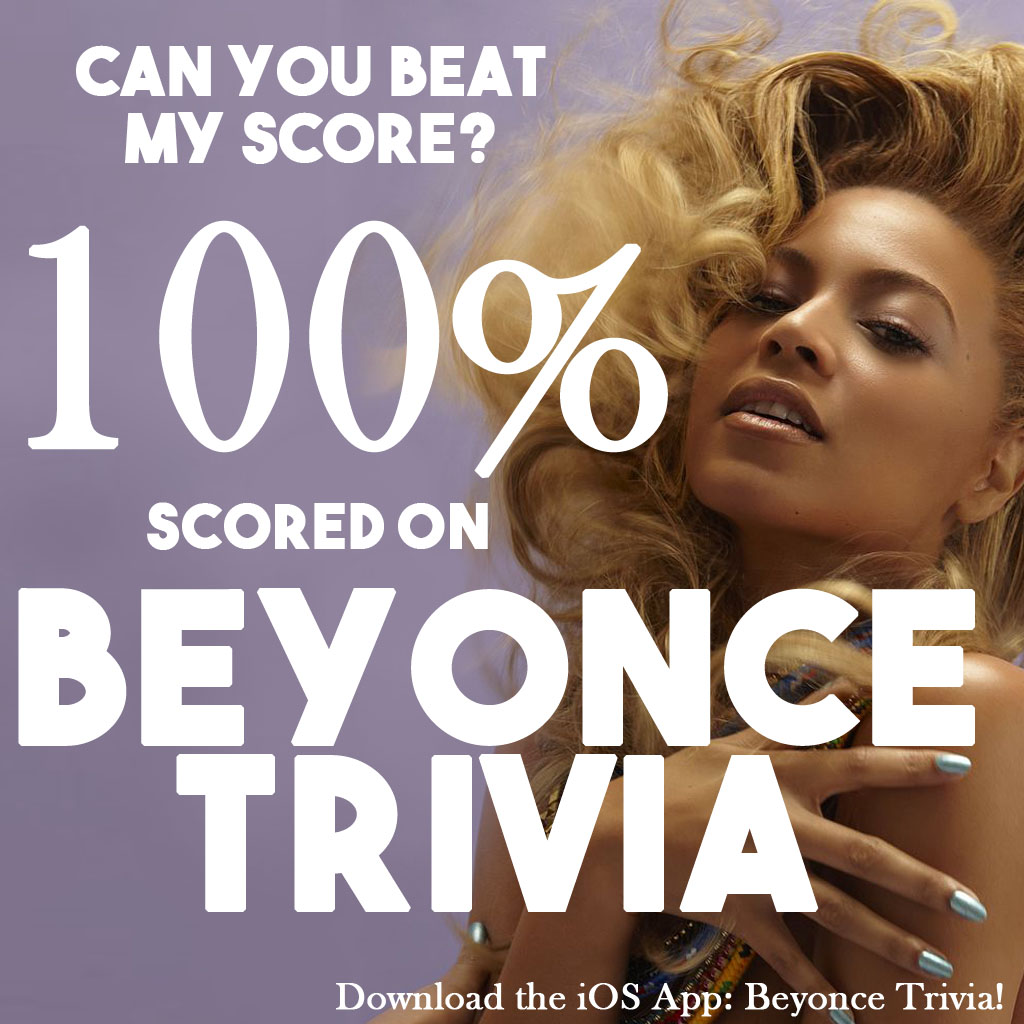 CAN YOU BEAT
MY SCORE?
100%
SCORED ON
BEYONCE
TRIVIA
Download the iOS App: Beyonce Trivia!